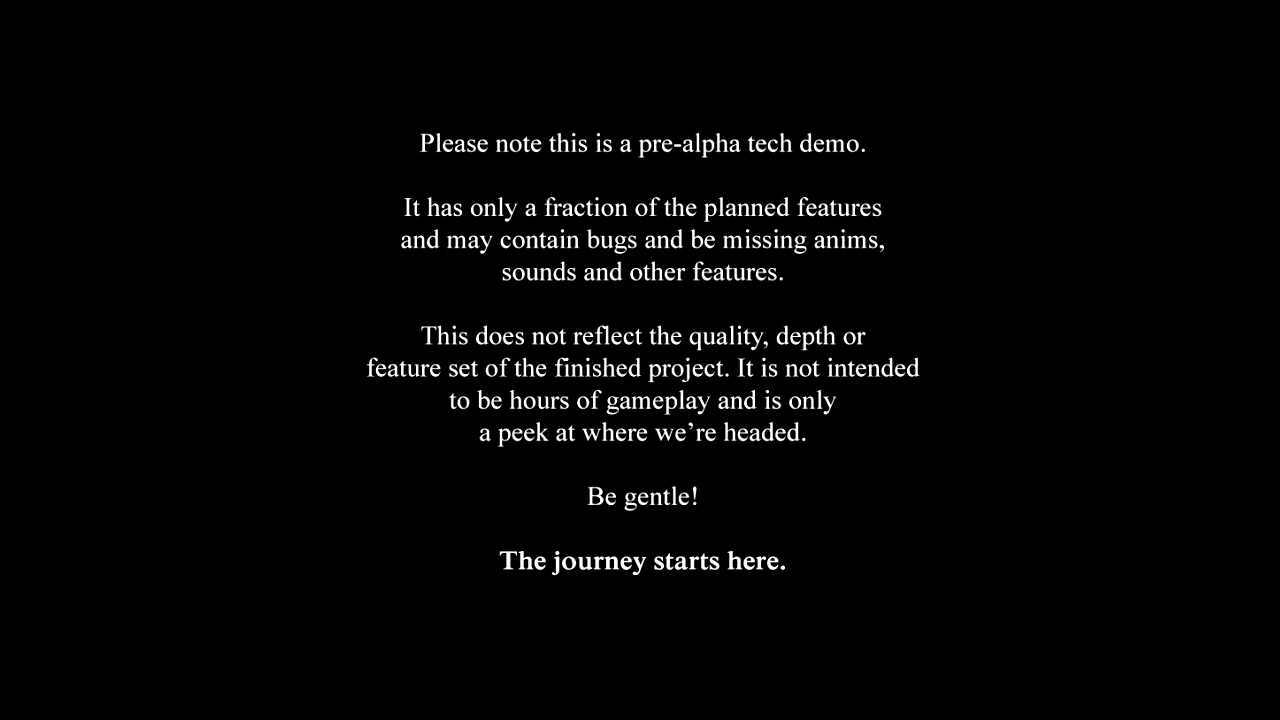 Please note this is a pre-alpha tech demo.
It has only a fraction of the planned features
and may contain bugs and be missing anims,
sounds and other features.
This does not reflect the quality, depth or
feature set of the finished project. It is not intended
to be hours of gameplay and is only
a peek at where we’re headed.
Be gentle!
The journey starts here.